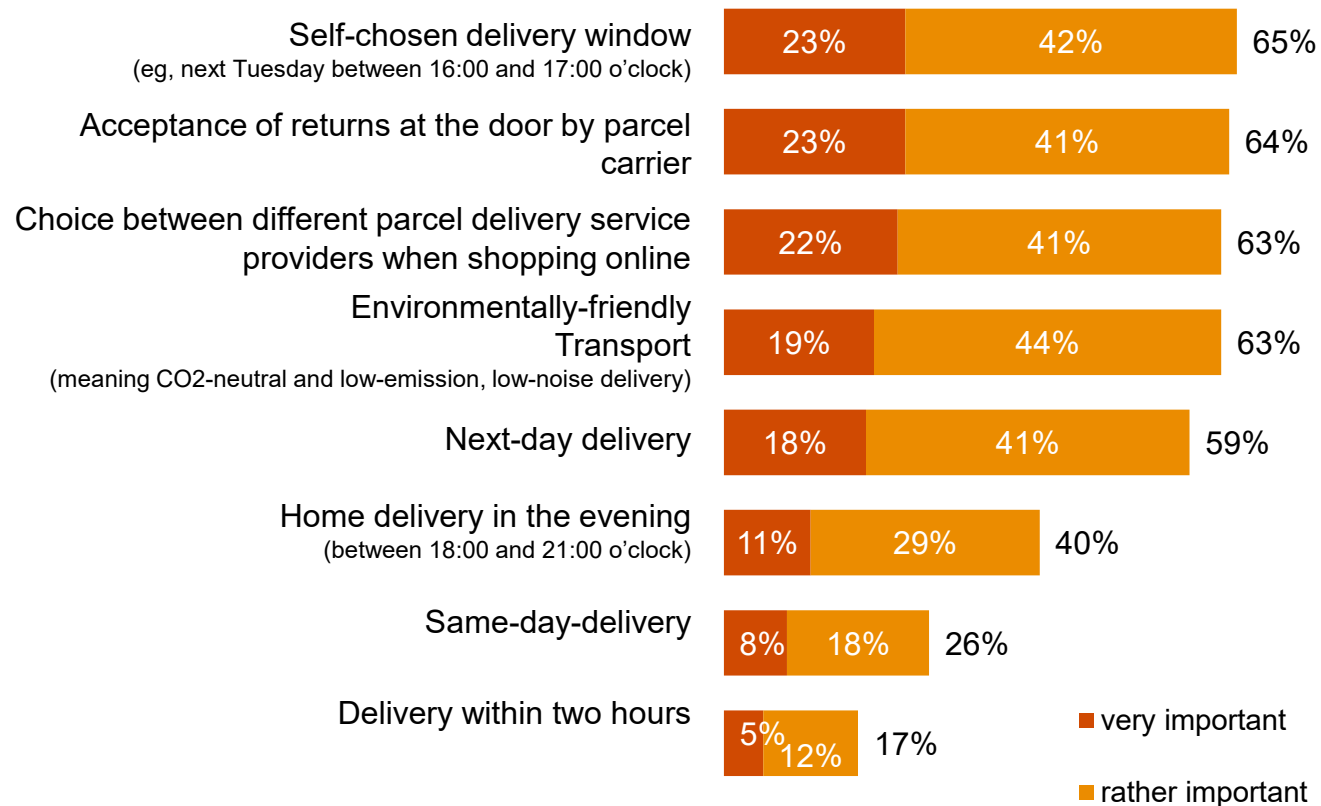 Self-chosen delivery window
(eg, next Tuesday between 16:00 and 17:00 o’clock)
23%
42%
65%
Acceptance of returns at the door by parcel
carrier
23%
41%
64%
Choice between different parcel delivery service
providers when shopping online
22%
41%
63%
Environmentally-friendly
Transport
(meaning CO2-neutral and low-emission, low-noise delivery)
19%
44%
63%
Next-day delivery
18%
41%
59%
Home delivery in the evening
(between 18:00 and 21:00 o’clock)
11%
29%
40%
Same-day-delivery
8%
18%
26%
Delivery within two hours
5%
12%
17%
very important
rather important